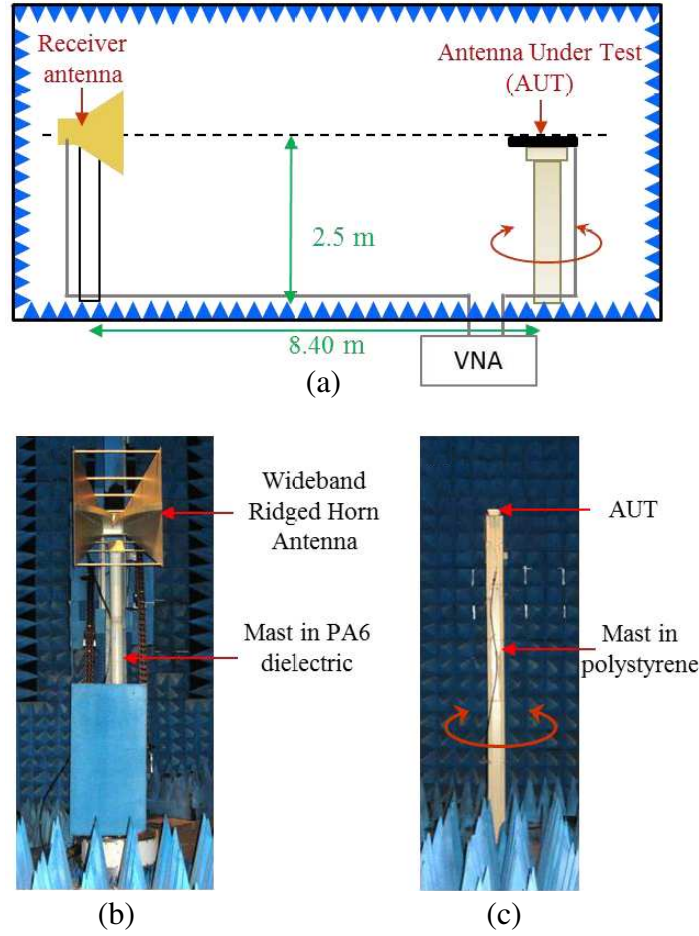 Receiver
antenna
Antenna Under Test
(AUT)
2.5 m
8.40 m
VNA
(a)
Wideband
Ridged Horn
Antenna
Mast in PA6
dielectric
(b)
AUT
Mast in
polystyrene
(c)